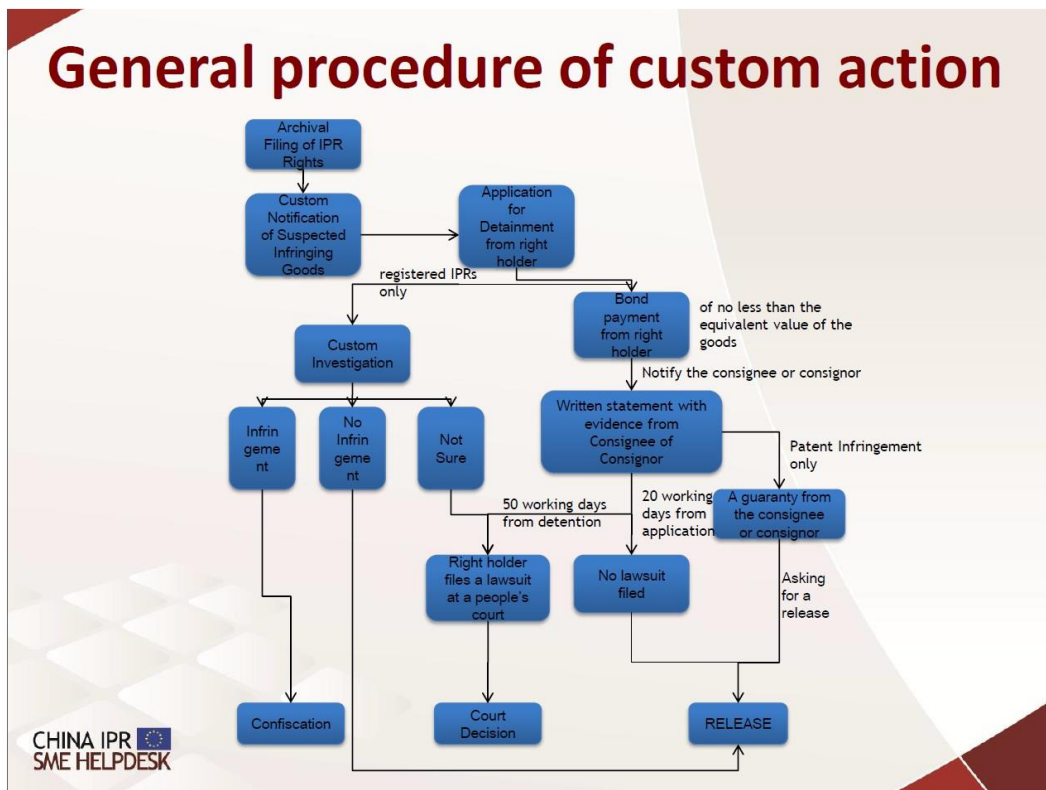 General procedure of custom action
Archival
Filing of IPR
Rights
Custom
Notification
of Suspected
Infringing
Goods
Application
for
Detainment
from right
holder
registered IPRs
only
Bond
payment
from right
holder
of no less than the
equivalent value of the
goods
Custom
Investigation
Notify the consignee or consignor
Infrin
geme
nt
No
Infrin
geme
nt
Not
Sure
Written statement with
evidence from
Consignee of
Consignor
Patent Infringement
only
50 working days
from detention
20 working
days from
application
A guaranty from
the consignee
or consignor
Right holder
files a lawsuit
at a people's
court
No lawsuit
filed
Asking
for a
release
Confiscation
Court
Decision
RELEASE
CHINA IPR
SME HELPDESK